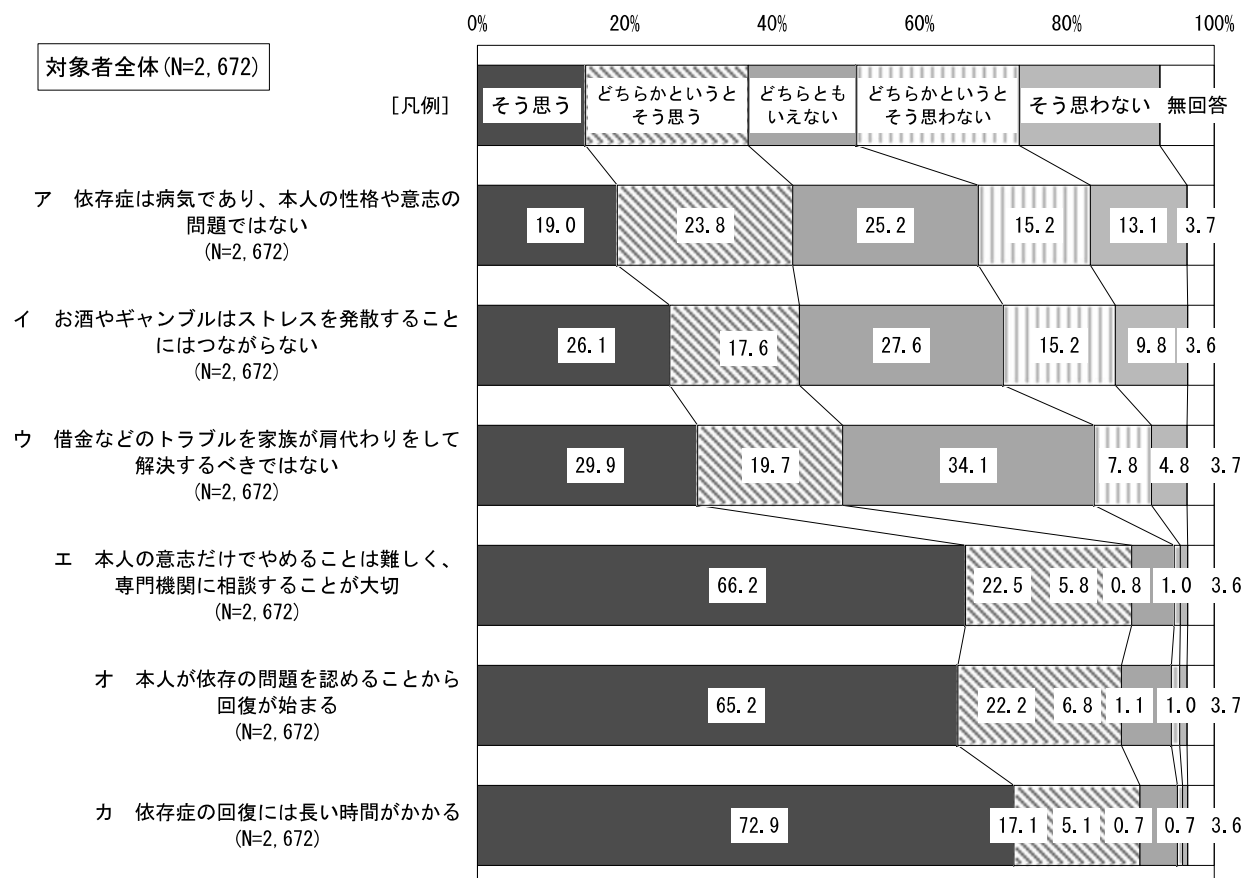 0% 20% 40% 60% 80% 100%
対象者全体(N=2,672)
[凡例]
そう思う
どちらかというと
そう思う
どちらとも
いえない
どちらかというと
そう思わない
そう思わない
無回答
ア 依存症は病気であり、本人の性格や意志の
問題ではない
(N=2,672)
19.0 23.8 25.2 15.2 13.1 3.7
イ お酒やギャンブルはストレスを発散すること
にはつながらない
(N=2,672)
26.1 17.6 27.6 15.2 9.8 3.6
ウ 借金などのトラブルを家族が肩代わりをして
解決するべきではない
(N=2,672)
29.9 19.7 34.1 7.8 4.8 3.7
エ 本人の意志だけでやめることは難しく、
専門機関に相談することが大切
(N=2,672)
66.2 22.5 5.8 0.8 1.0 3.6
オ 本人が依存の問題を認めることから
回復が始まる
(N=2,672)
65.2 22.2 6.8 1.1 1.0 3.7
カ 依存症の回復には長い時間がかかる
(N=2,672)
72.9 17.1 5.1 0.7 0.7 3.6